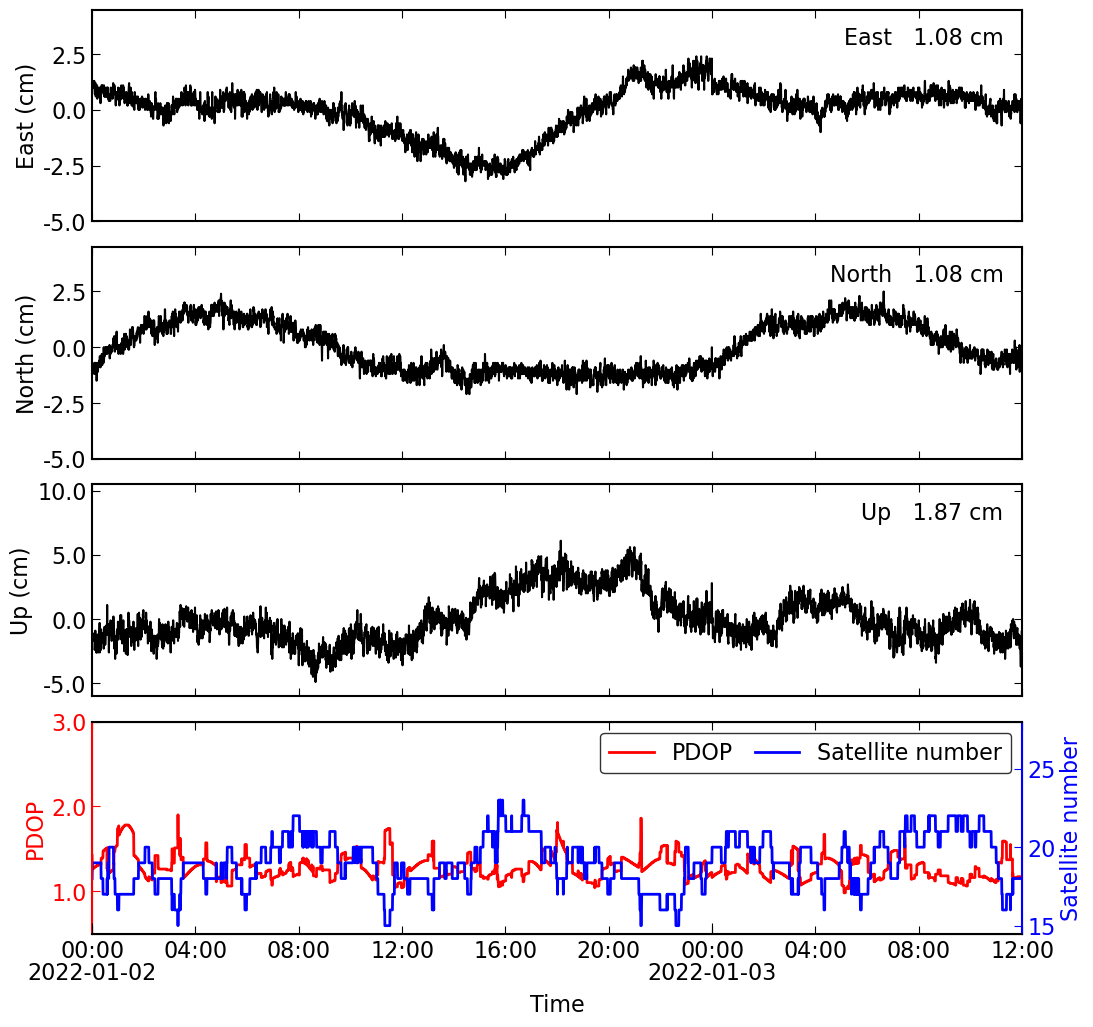 East (cm)
2.5
0.0
-2.5
-5.0
East 1.08 cm
North (cm)
2.5
0.0
-2.5
-5.0
North 1.08 cm
Up (cm)
10.0
5.0
0.0
-5.0
Up 1.87 cm
PDOP
3.0
2.0
1.0
PDOP Satellite number
25
20
15
Satellite number
00:00 04:00 08:00 12:00 16:00 20:00 00:00 04:00 08:00 12:00
2022-01-02 2022-01-03
Time